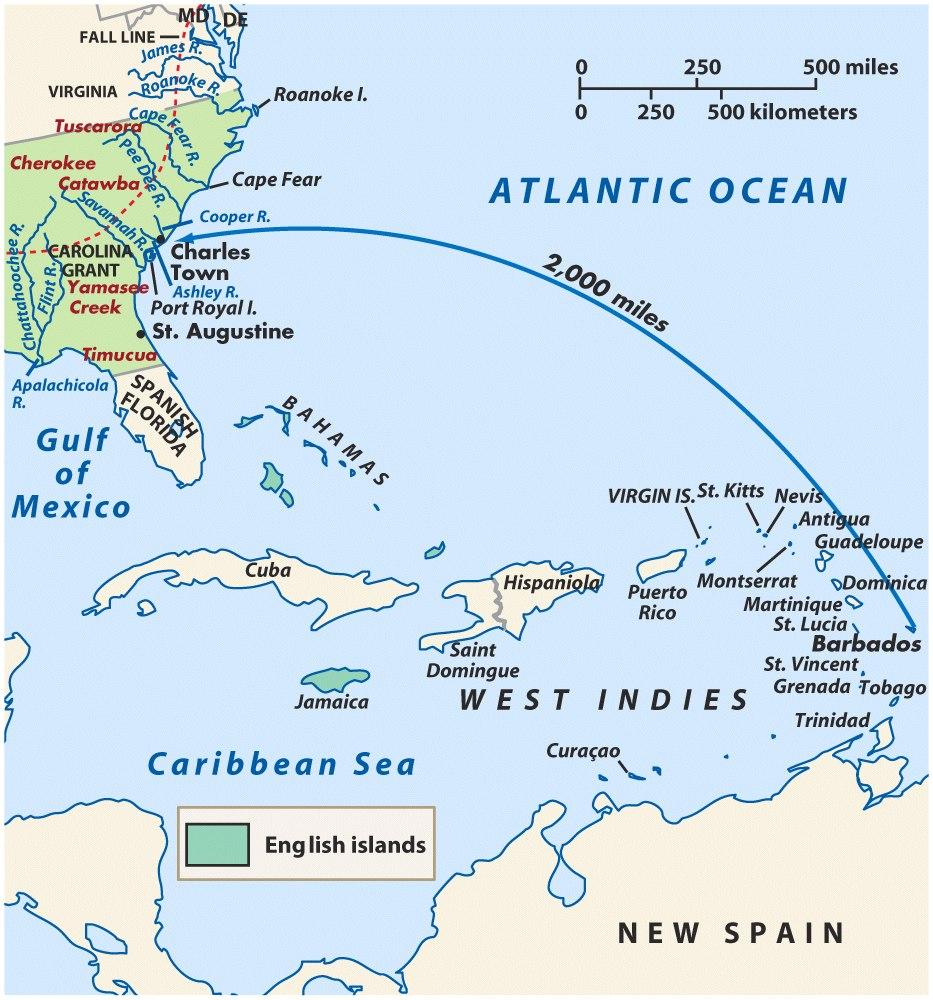 MD
DE
FALL LINE
James R.
VIRGINIA
Roanoke R.
Roanoke I.
0 250 500 miles
0 250 500 kilometers
Tuscarora
Cape Fear R.
Pee Dee R.
Cherokee
Catawba
Cape Fear
ATLANTIC OCEAN
Savannah R.
Cooper R.
Chattahoochee R.
Flint R.
CAROLINA
GRANT
Charles
Town
2,000 miles
Yamasee
Creek
Ashley R.
Port Royal I.
St. Augustine
Timucua
Apalachicola
R.
SPANISH
FLORIDA
BAHAMAS
Gulf
of
Mexico
VIRGIN IS.
St. Kitts
Nevis
Antigua
Guadeloupe
Cuba
Hispaniola
Puerto
Rico
Montserrat
Dominica
Martinique
St. Lucia
Barbados
Saint
Domingue
St. Vincent
Grenada
Tobago
Jamaica
WEST INDIES
Trinidad
Caribbean Sea
Curaçao
English islands
NEW SPAIN